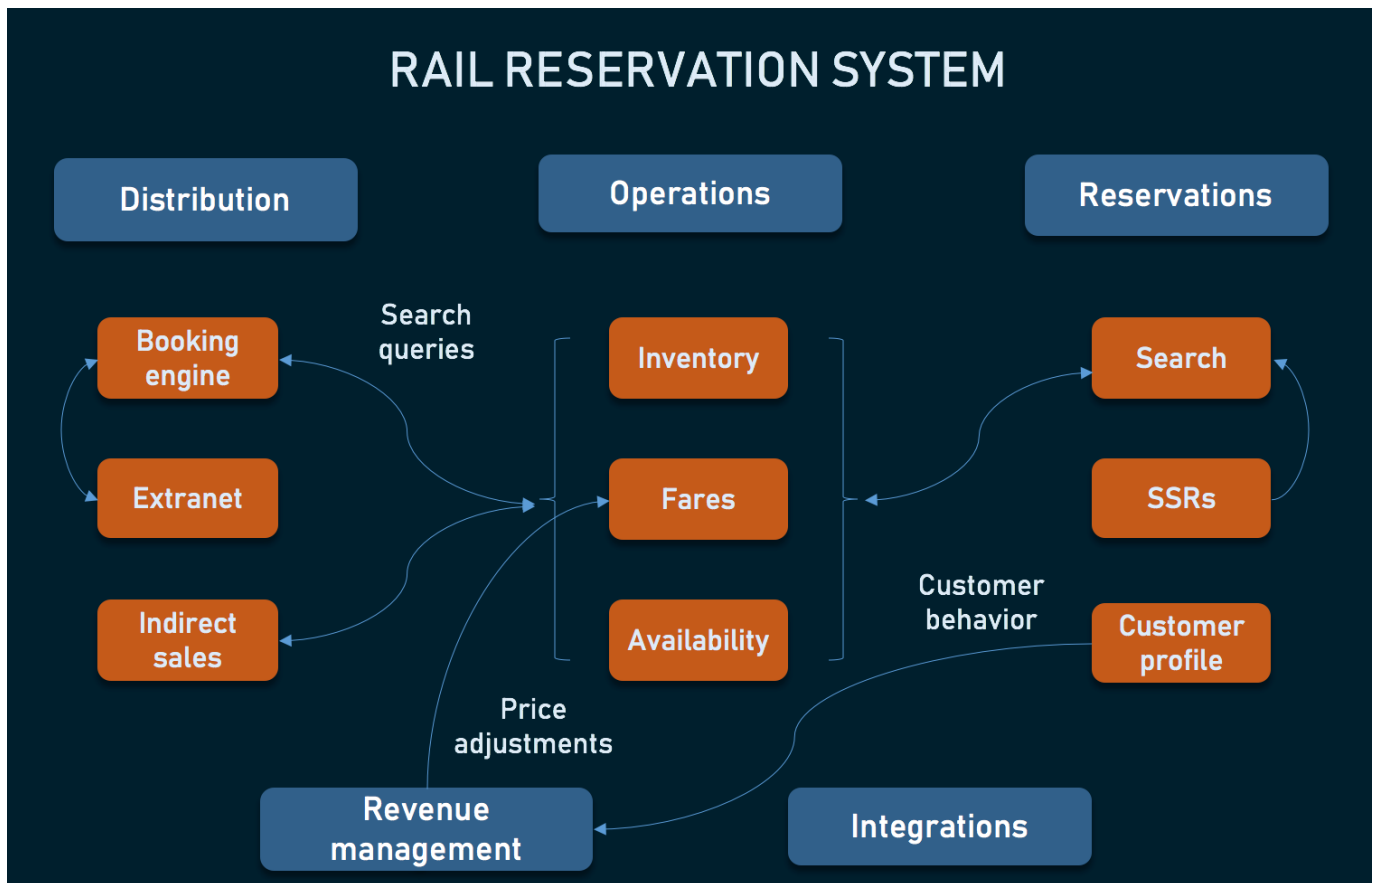 RAIL RESERVATION SYSTEM
Distribution
Operations
Reservations
Search
queries
Booking
engine
Inventory
Search
Extranet
Fares
SSRs
Customer
behavior
Indirect
sales
Availability
Customer
profile
Price
adjustments
Revenue
management
Integrations